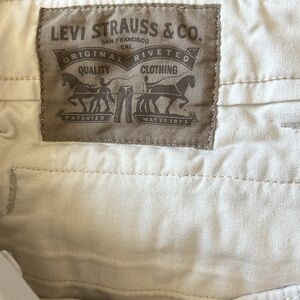 LEVI STRAUSS & CO.
SAN FRANCISCO
CAL.
ORIGINAL RIVETED
QUALITY CLOTHING
PATENTED MAY 20 1873